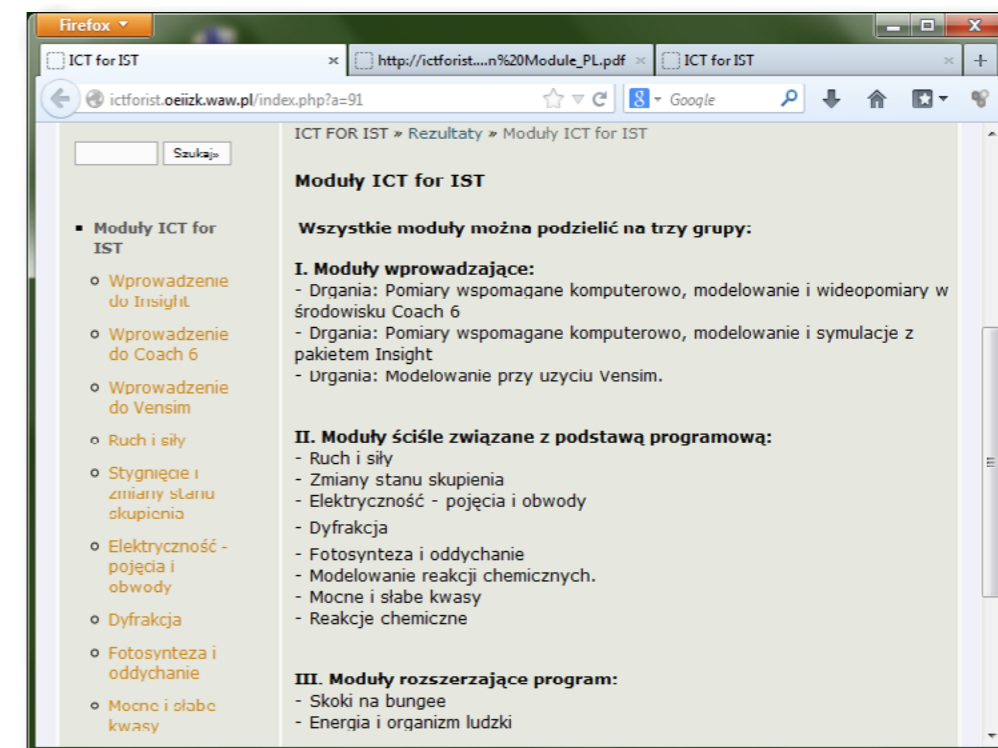 Firefox
ICT for IST
http://ictforist....n%20Module_PL.pdf
ICT for IST
ictforist.oeiizk.waw.pl/index.php?a=91
Google
Szukaj»
ICT FOR IST » Rezultaty » Moduły ICT for IST
Moduły ICT for IST
Moduły ICT for
IST
Wprowadzenie
do Insight
Wprowadzenie
do Coach 6
Wprowadzenie
do Vensim
Ruch i siły
Stygnięcie i
zmiany stanu
skupienia
Elektryczność -
pojęcia i
obwody
Dyfrakcja
Fotosynteza i
oddychanie
Mocne i słabe
kwasy
Wszystkie moduły można podzielić na trzy grupy:
I. Moduły wprowadzające:
- Drgania: Pomiary wspomagane komputerowo, modelowanie i wideopomiary w
środowisku Coach 6
- Drgania: Pomiary wspomagane komputerowo, modelowanie i symulacje z
pakietem Insight
- Drgania: Modelowanie przy uzyciu Vensim.
II. Moduły ściśle związane z podstawą programową:
- Ruch i siły
- Zmiany stanu skupienia
- Elektryczność - pojęcia i obwody
- Dyfrakcja
- Fotosynteza i oddychanie
- Modelowanie reakcji chemicznych.
- Mocne i słabe kwasy
- Reakcje chemiczne
III. Moduły rozszerzające program:
- Skoki na bungee
- Energia i organizm ludzki